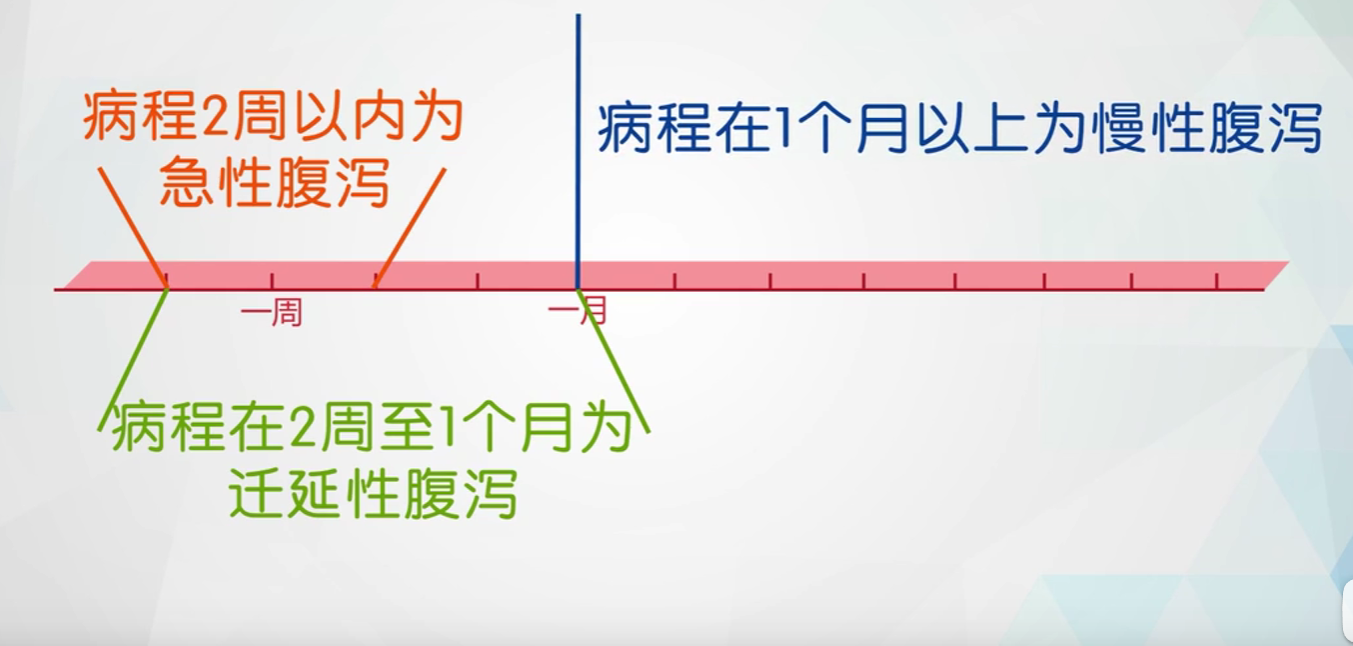 病程2周以内为
急性腹泻
病程在1个月以上为慢性腹泻
一周
一月
病程在2周至1个月为
迁延性腹泻